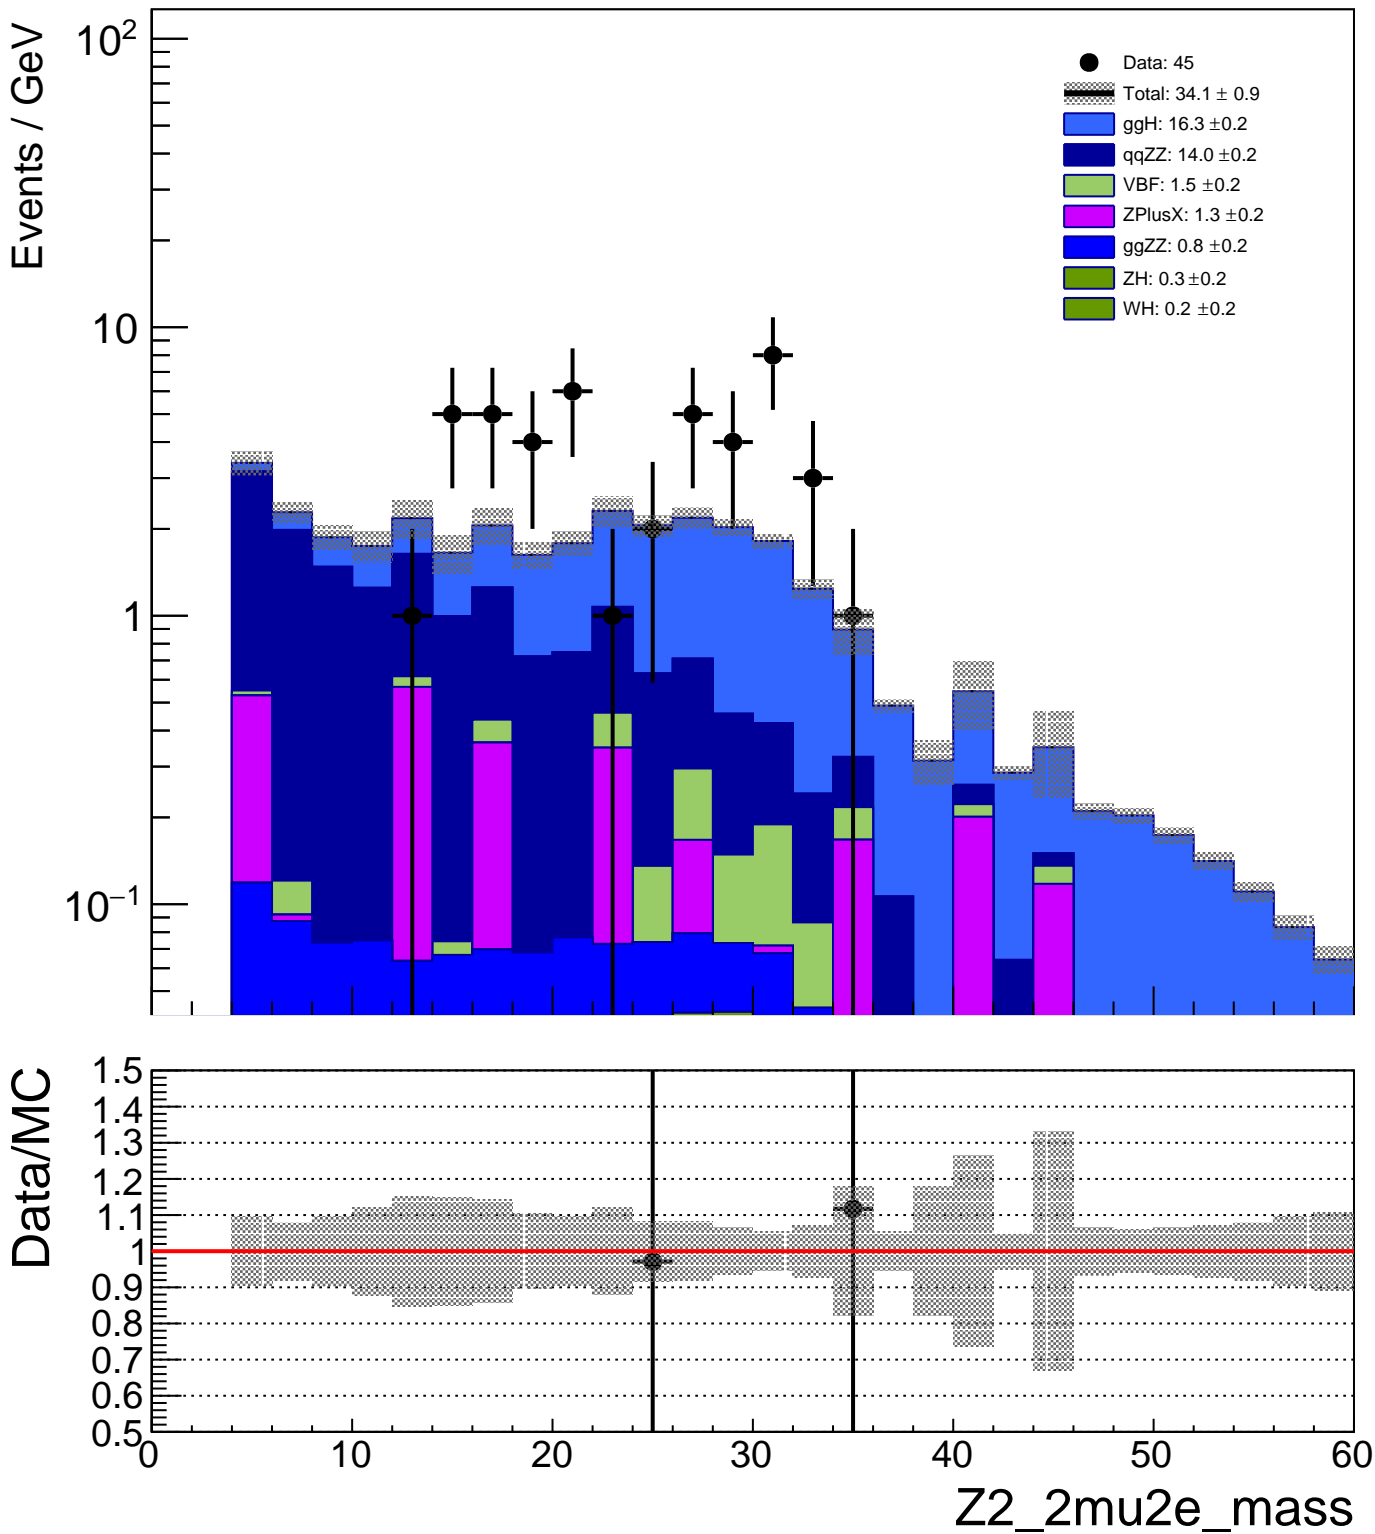 Events / GeV
10²
10
1
10⁻¹
Data: 45
Total: 34.1 ± 0.9
ggH: 16.3 ±0.2
qqZZ: 14.0 ±0.2
VBF: 1.5 ±0.2
ZPlusX: 1.3 ±0.2
ggZZ: 0.8 ±0.2
ZH: 0.3 ±0.2
WH: 0.2 ±0.2
Data/MC
1.5
1.4
1.3
1.2
1.1
1
0.9
0.8
0.7
0.6
0.5
0 10 20 30 40 50 60
Z2_2mu2e_mass